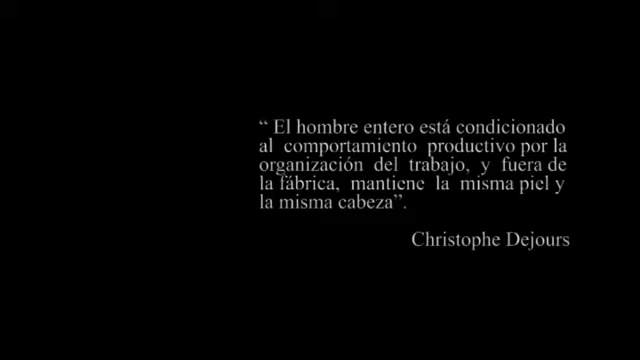 “ El hombre entero está condicionado
al comportamiento productivo por la
organización del trabajo, y fuera de
la fábrica, mantiene la misma piel y
la misma cabeza”.
Christophe Dejours